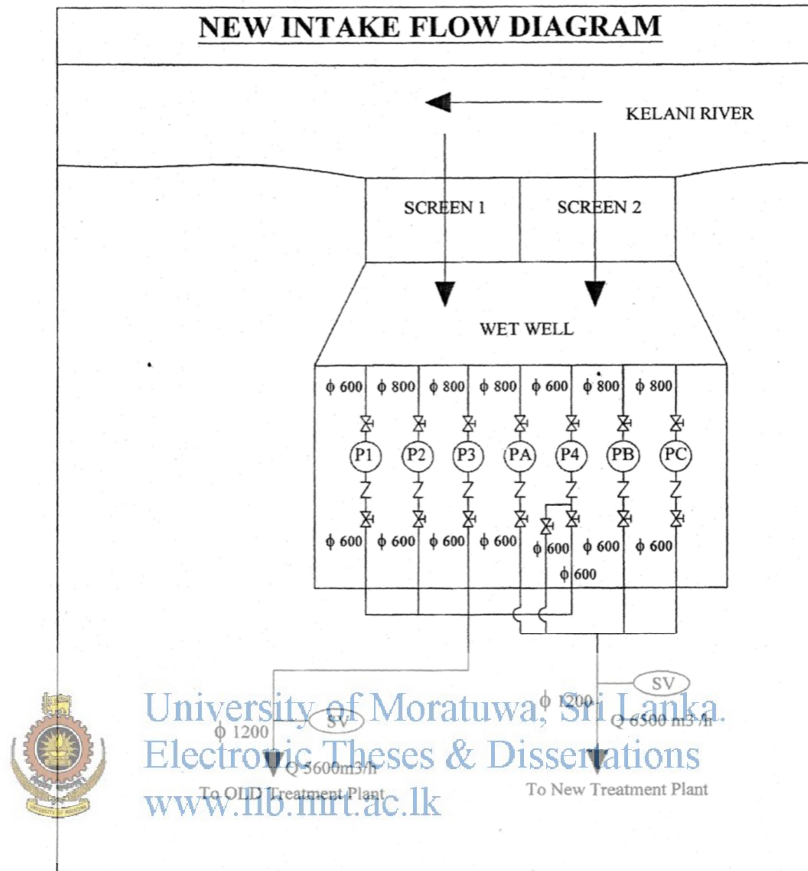 NEW INTAKE FLOW DIAGRAM
KELANI RIVER
SCREEN 1 SCREEN 2
WET WELL
ϕ 600 ϕ 800 ϕ 800 ϕ 800 ϕ 600 ϕ 800 ϕ 800
P1 P2 P3 PA P4 PB PC
ϕ 600 ϕ 600 ϕ 600 ϕ 600 ϕ 600 ϕ 600 ϕ 600
ϕ 600
SV
ϕ 1200
Q 6500 m3/h
University of Moratuwa, Sri Lanka.
ϕ 1200
SV
Electronic Theses & Dissertations
Q 5600m3/h
To OLD Treatment Plant
To New Treatment Plant
www.lib.mrt.ac.lk